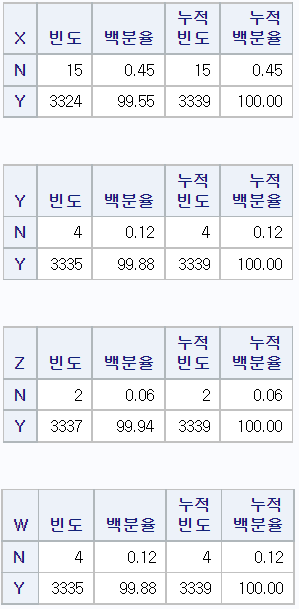 누적 누적
X 빈도 백분율 빈도 백분율
N 15 0.45 15 0.45
Y 3324 99.55 3339 100.00
누적 누적
Y 빈도 백분율 빈도 백분율
N 4 0.12 4 0.12
Y 3335 99.88 3339 100.00
누적 누적
Z 빈도 백분율 빈도 백분율
N 2 0.06 2 0.06
Y 3337 99.94 3339 100.00
누적 누적
W 빈도 백분율 빈도 백분율
N 4 0.12 4 0.12
Y 3335 99.88 3339 100.00